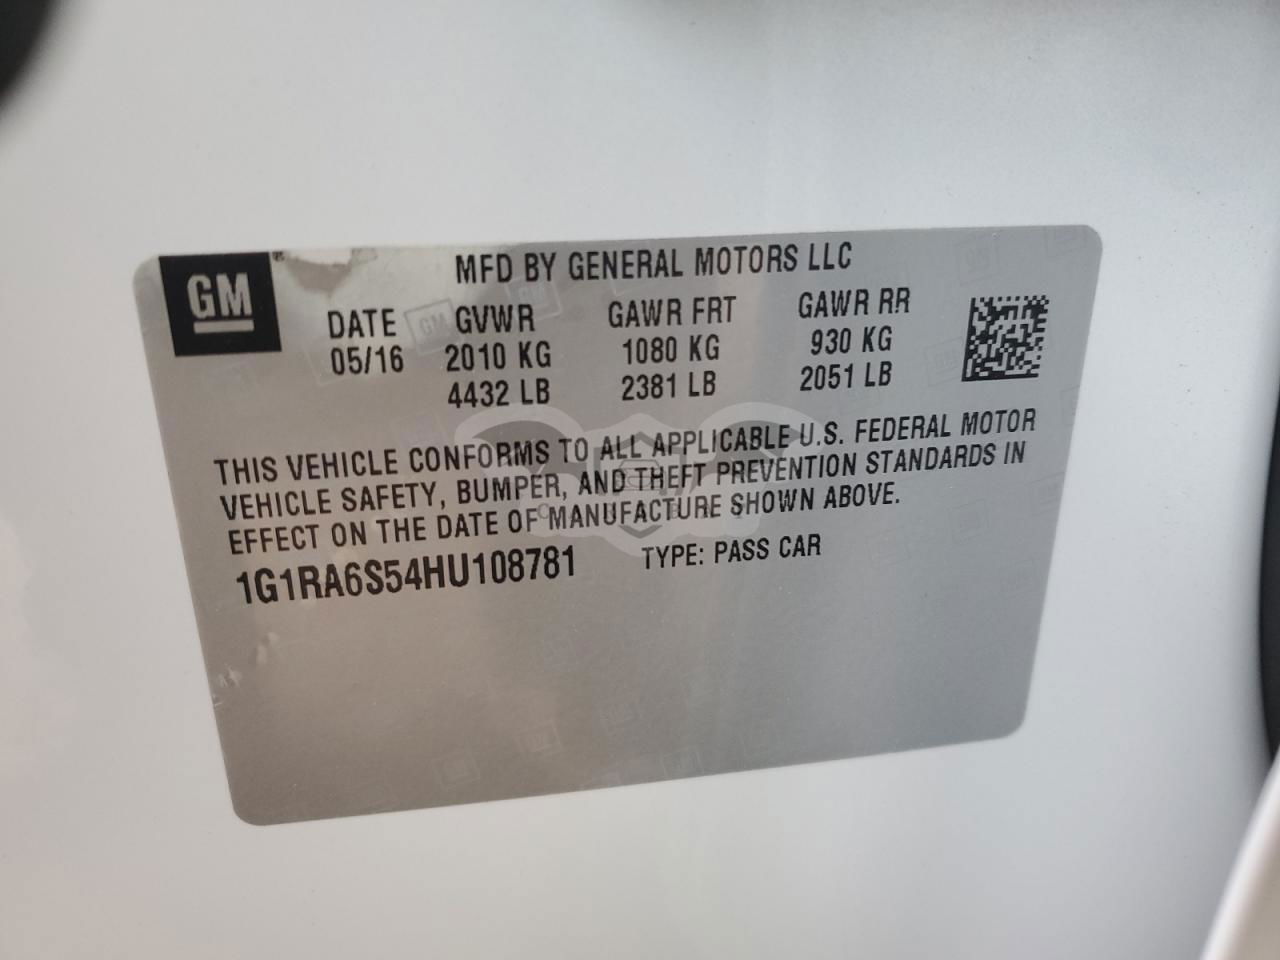 GM
MFD BY GENERAL MOTORS LLC
DATE GVWR GAWR FRT GAWR RR
05/16 2010 KG 1080 KG 930 KG
4432 LB 2381 LB 2051 LB
THIS VEHICLE CONFORMS TO ALL APPLICABLE U.S. FEDERAL MOTOR
VEHICLE SAFETY, BUMPER, AND THEFT PREVENTION STANDARDS IN
EFFECT ON THE DATE OF MANUFACTURE SHOWN ABOVE.
1G1RA6S54HU108781 TYPE: PASS CAR